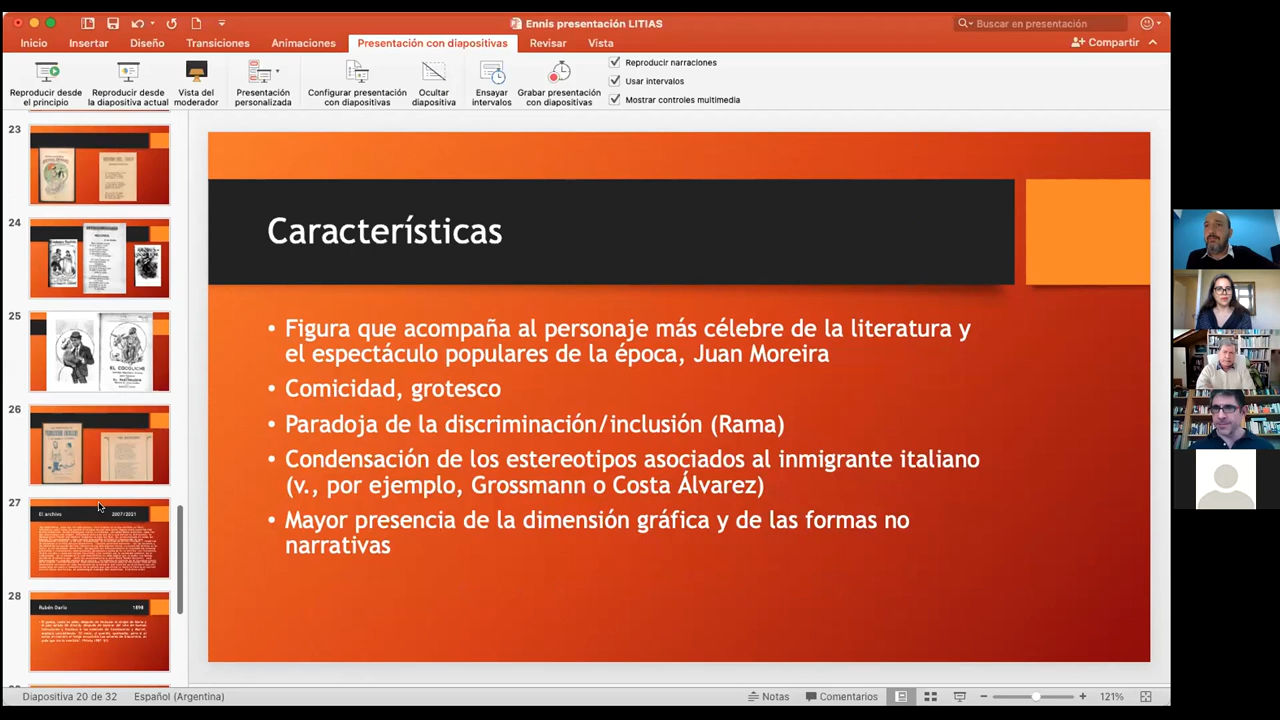 Ennis presentación LITIAS
Buscar en presentación
Inicio Insertar Diseño Transiciones Animaciones Presentación con diapositivas Revisar Vista
Compartir
Reproducir desde el principio
Reproducir desde la diapositiva actual
Vista del moderador
Presentación personalizada
Configurar presentación con diapositivas
Ocultar diapositiva
Ensayar intervalos
Grabar presentación con diapositivas
Reproducir narraciones
Usar intervalos
Mostrar controles multimedia
23
24
25
EL COCOLICHE
26
27
El archivo 2007/2021
28
Rubén Darío 1898
Características
• Figura que acompaña al personaje más célebre de la literatura y
el espectáculo populares de la época, Juan Moreira
• Comicidad, grotesco
• Paradoja de la discriminación/inclusión (Rama)
• Condensación de los estereotipos asociados al inmigrante italiano
(v., por ejemplo, Grossmann o Costa Álvarez)
• Mayor presencia de la dimensión gráfica y de las formas no
narrativas
Diapositiva 20 de 32 Español (Argentina) Notas Comentarios 121%